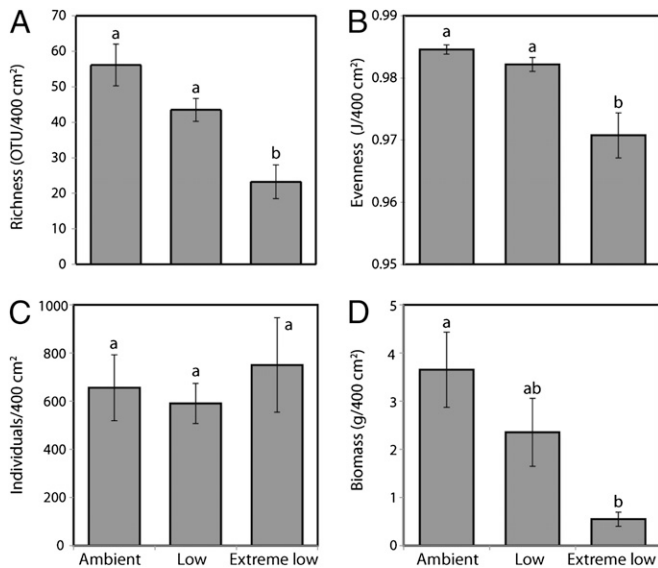 A
Richness (OTU/400 cm²)
60
50
40
30
20
10
0
a
a
b
B
Evenness (J/400 cm²)
0.99
0.98
0.97
0.96
0.95
a
a
b
C
Individuals/400 cm²
1000
800
600
400
200
0
a
a
a
Ambient Low Extreme low
D
Biomass (g/400 cm²)
5
4
3
2
1
0
a
ab
b
Ambient Low Extreme low